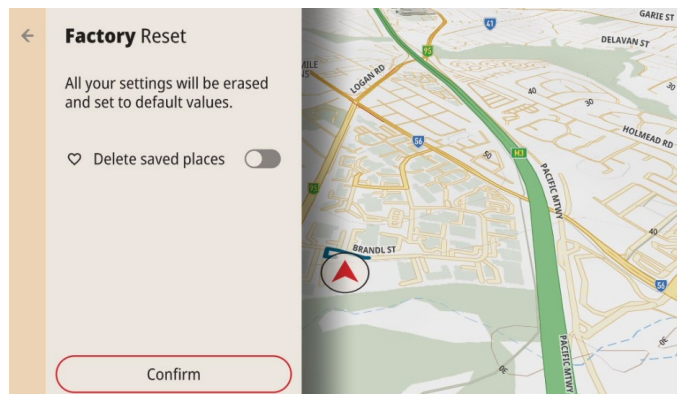 Factory Reset
All your settings will be erased
and set to default values.
Delete saved places
Confirm
GARIE ST
41
DELAVAN ST
95
LOGAN RD
MILE
40
30
30
56
HOLMEAD RD
50
M3
PACIFIC MTWY
95
BRANDL ST
40
56
PACIFIC MTWY